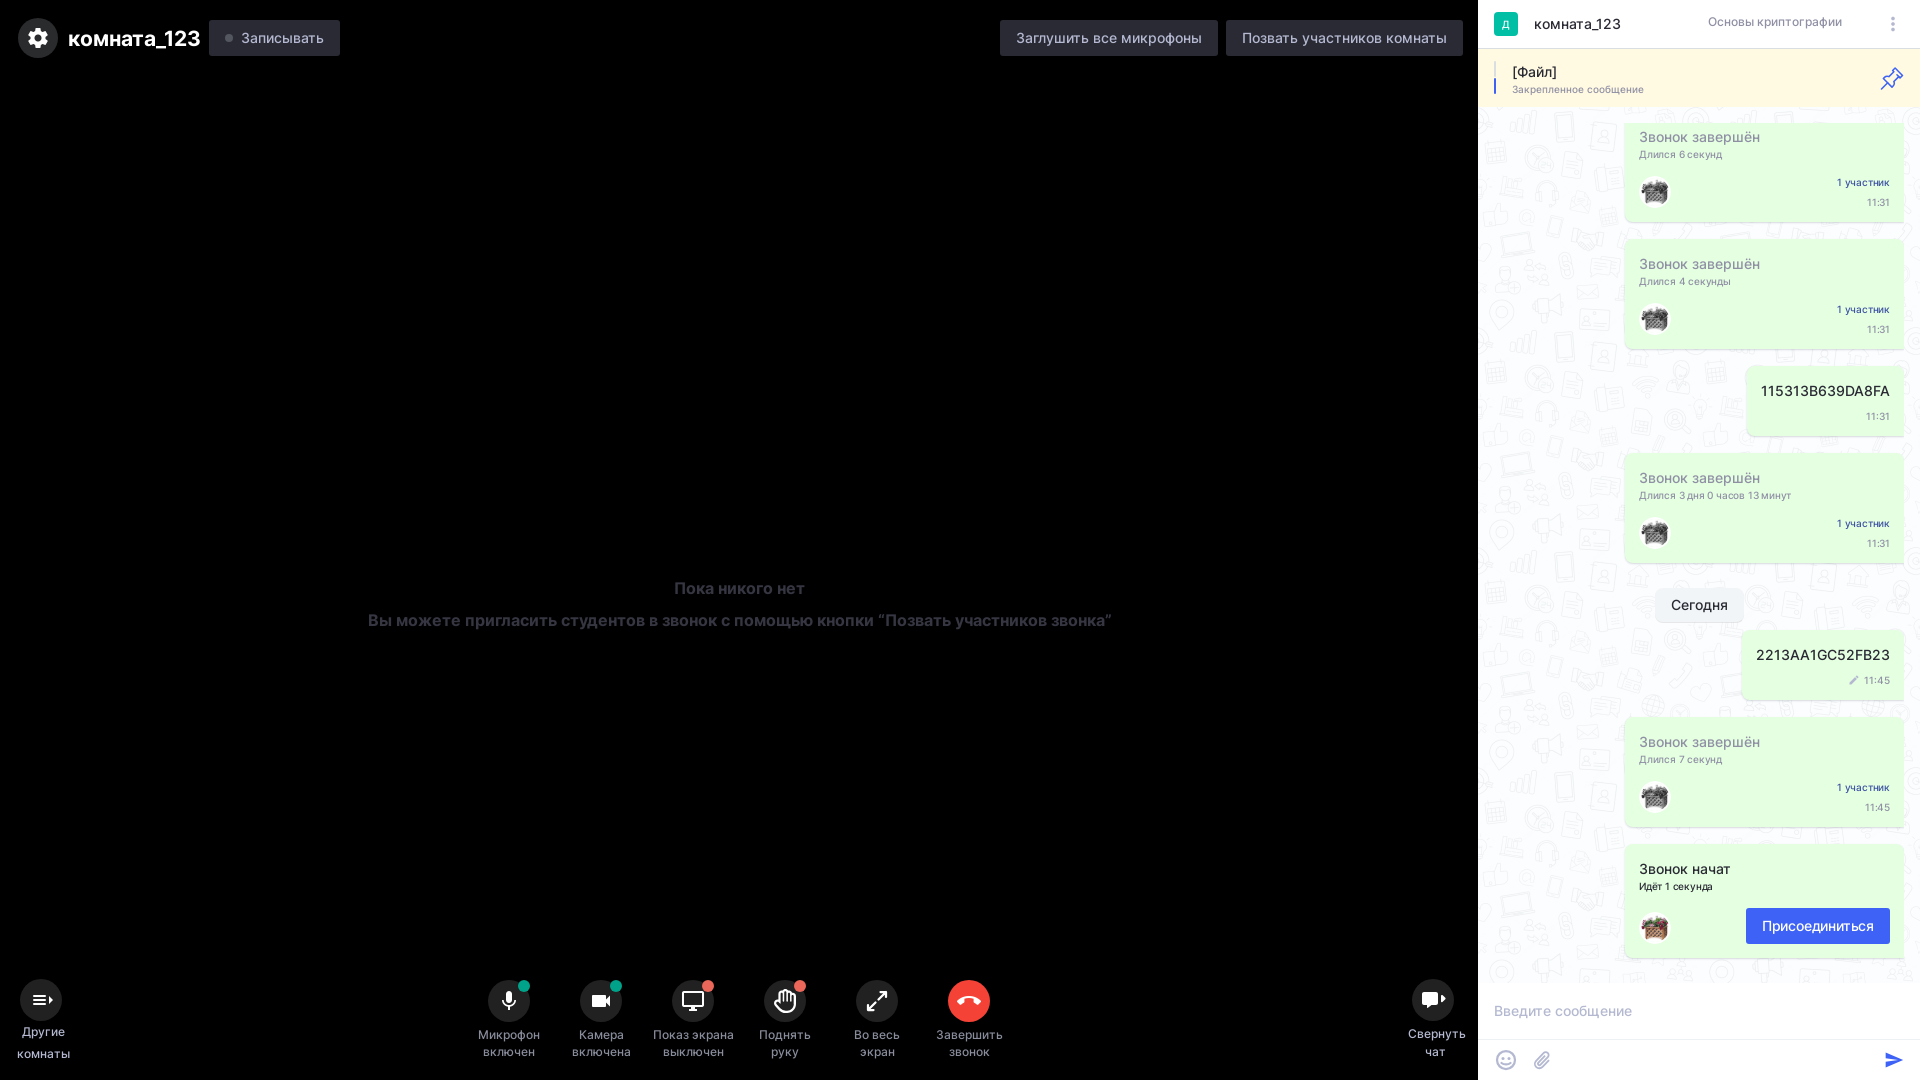 комната_123
Записывать
Заглушить все микрофоны
Позвать участников комнаты
Пока никого нет
Вы можете пригласить студентов в звонок с помощью кнопки “Позвать участников звонка”
Другие
комнаты
Микрофон
включен
Камера
включена
Показ экрана
выключен
Поднять
руку
Во весь
экран
Завершить
звонок
Свернуть
чат
Д
комната_123
Основы криптографии
[Файл]
Закрепленное сообщение
Звонок завершён
Длился 6 секунд
1 участник
11:31
Звонок завершён
Длился 4 секунды
1 участник
11:31
115313B639DA8FA
11:31
Звонок завершён
Длился 3 дня 0 часов 13 минут
1 участник
11:31
Сегодня
2213AA1GC52FB23
11:45
Звонок завершён
Длился 7 секунд
1 участник
11:45
Звонок начат
Идёт 1 секунда
Присоединиться
Введите сообщение